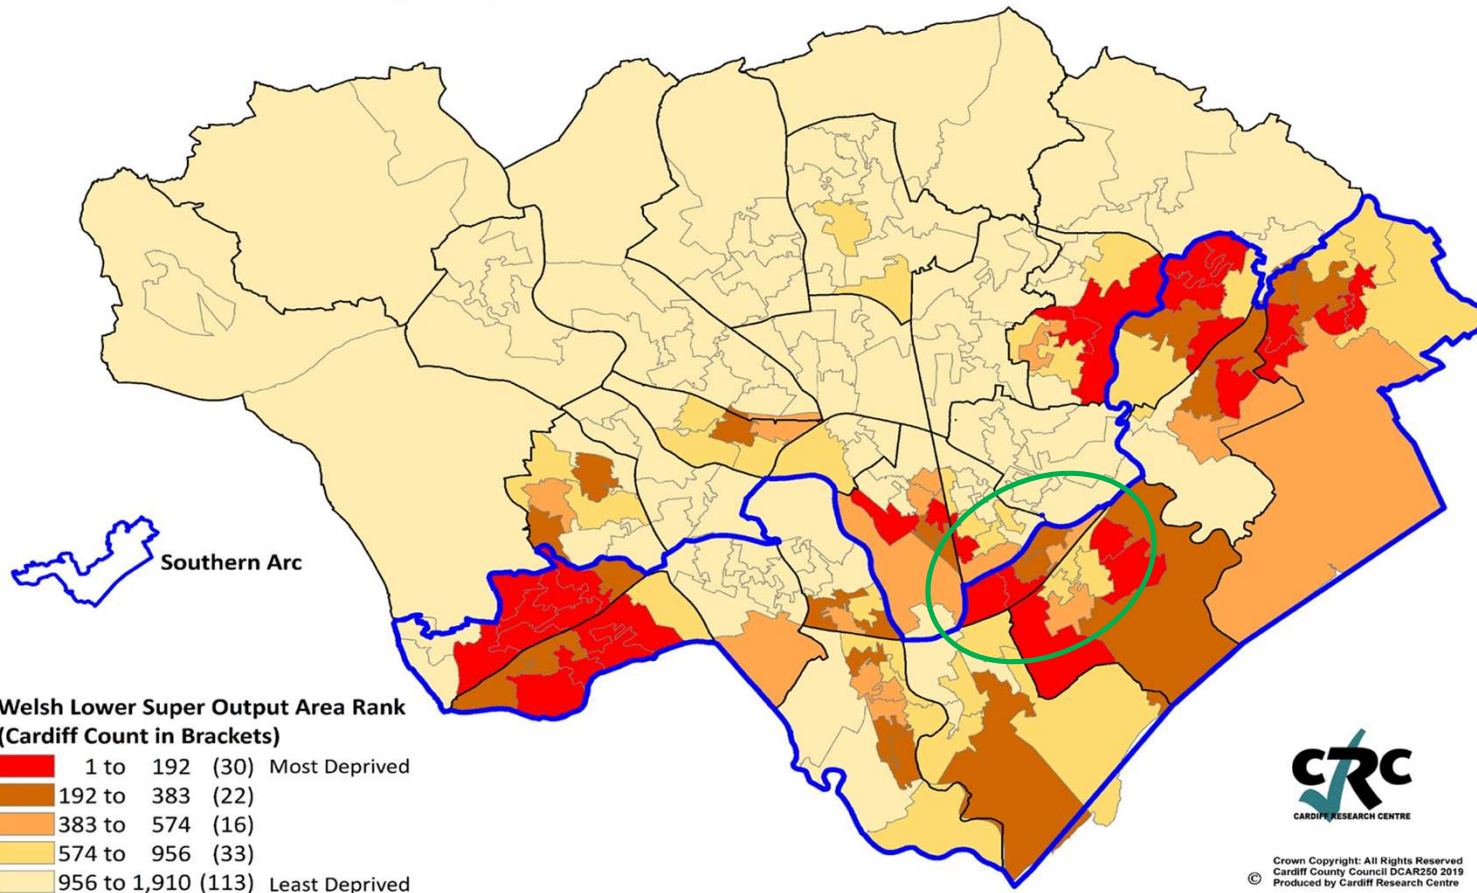 Southern Arc
Welsh Lower Super Output Area Rank
(Cardiff Count in Brackets)
1 to 192 (30) Most Deprived
192 to 383 (22)
383 to 574 (16)
574 to 956 (33)
956 to 1,910 (113) Least Deprived
CRC
CARDIFF RESEARCH CENTRE
Crown Copyright: All Rights Reserved
Cardiff County Council DCAR250 2019
© Produced by Cardiff Research Centre